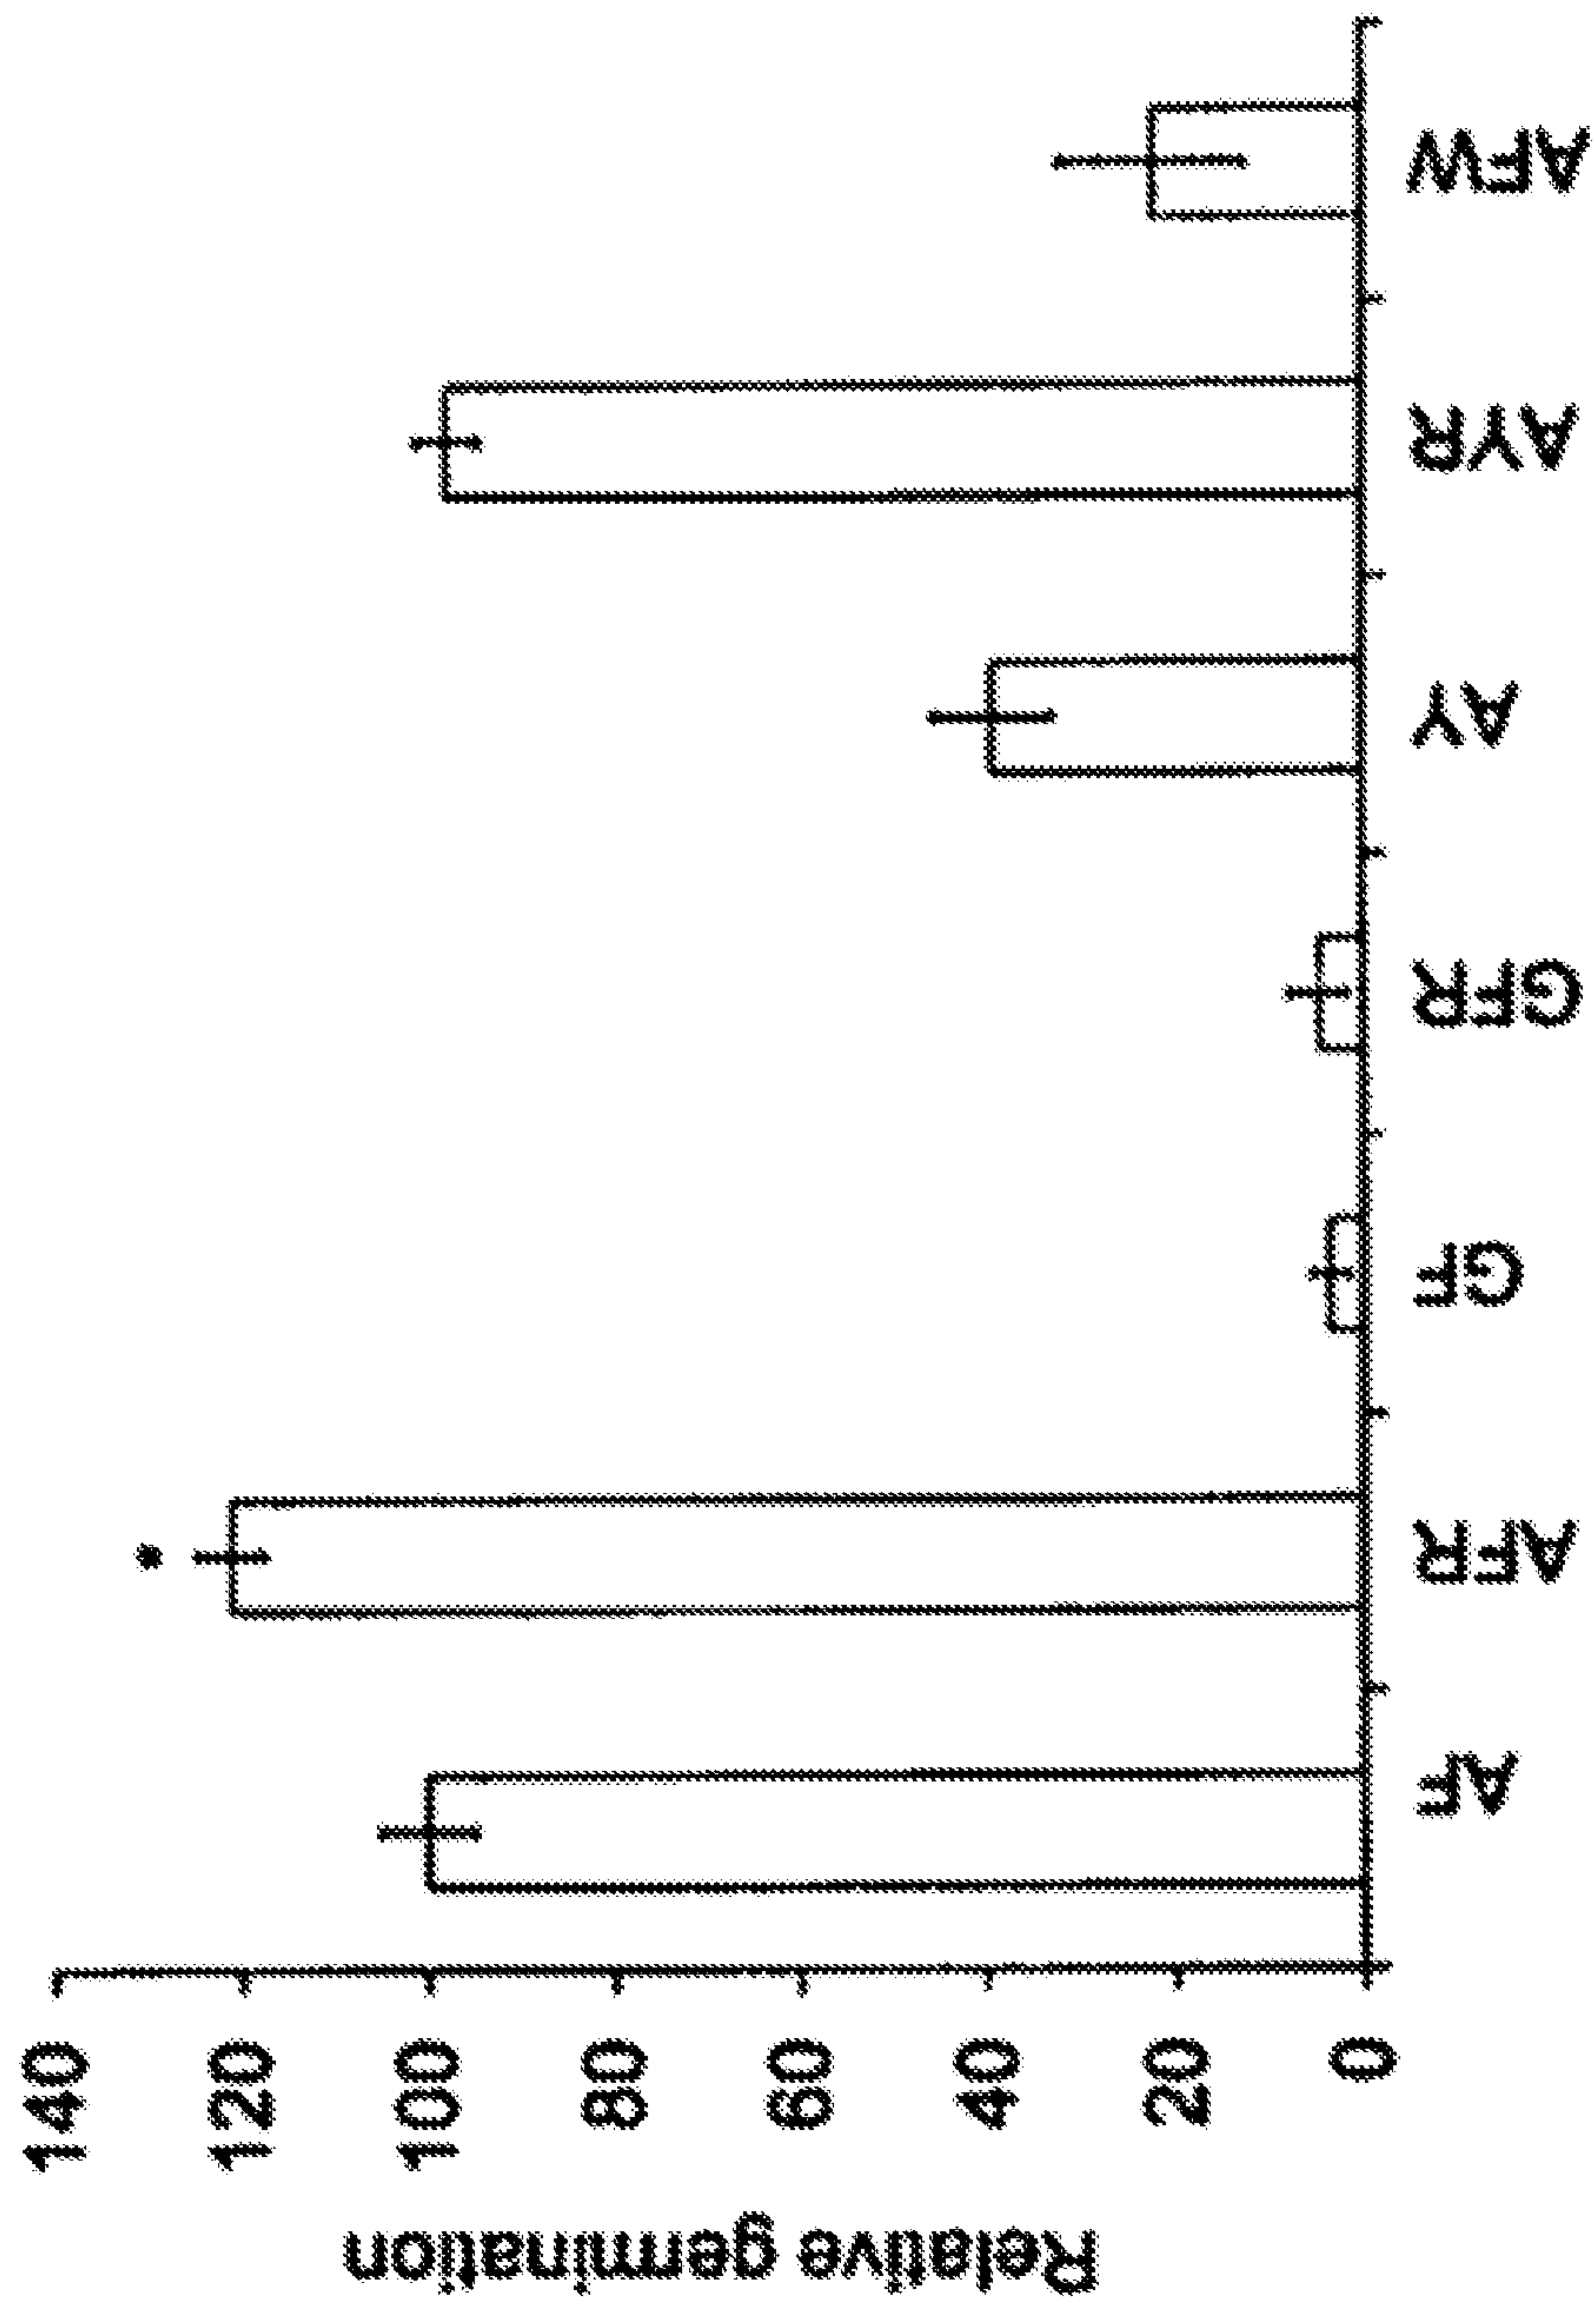 Relative germination
140
120
100
80
60
40
20
0
*
AF
AFR
GF
GFR
AY
AYR
AFW